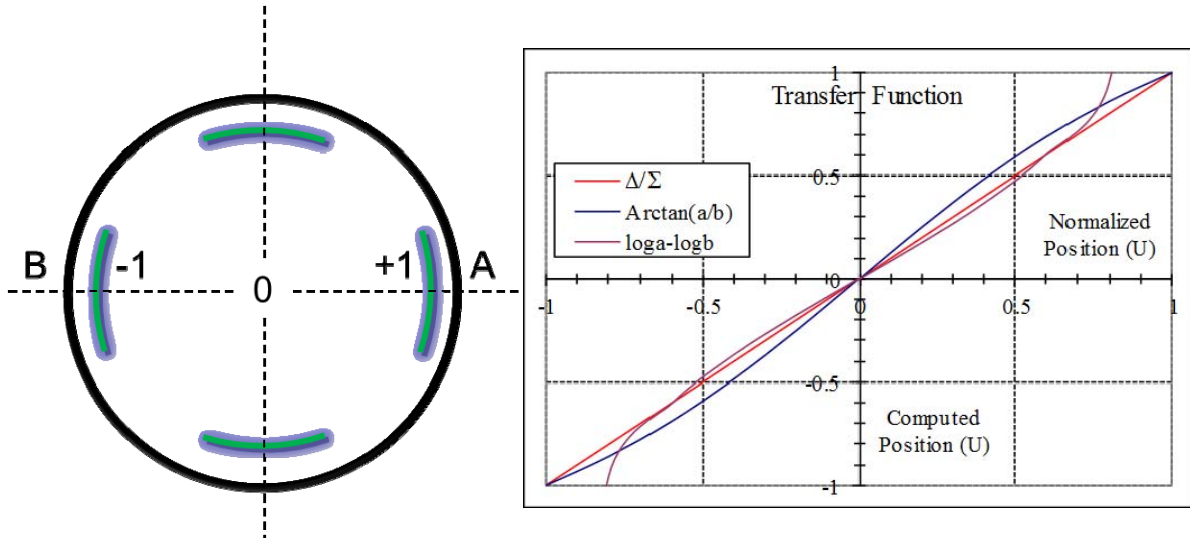 B -1 0 +1 A
Transfer Function
Δ/Σ
Arctan(a/b)
loga-logb
1
0.5
0
-0.5
-1
-1 -0.5 0 0.5 1
Normalized
Position (U)
Computed
Position (U)